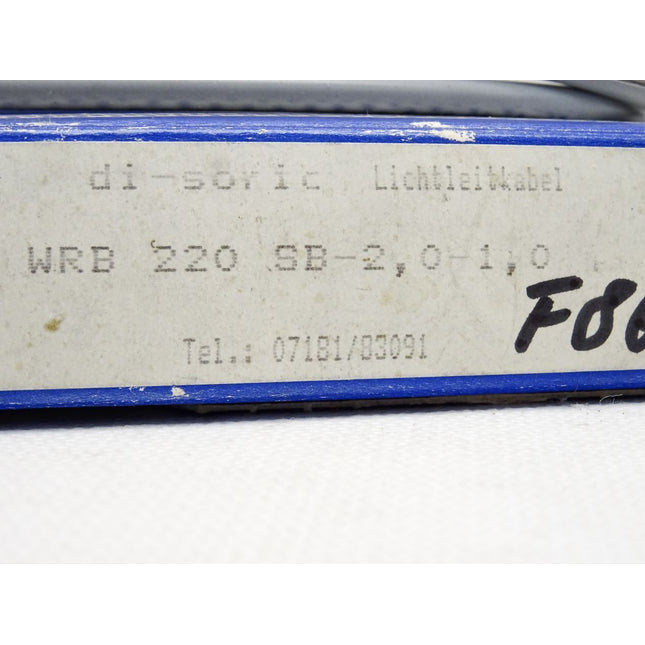 di-soric Lichtleitkabel
WRB 220 SB-2,0-1,0
Tel.: 07181/83091